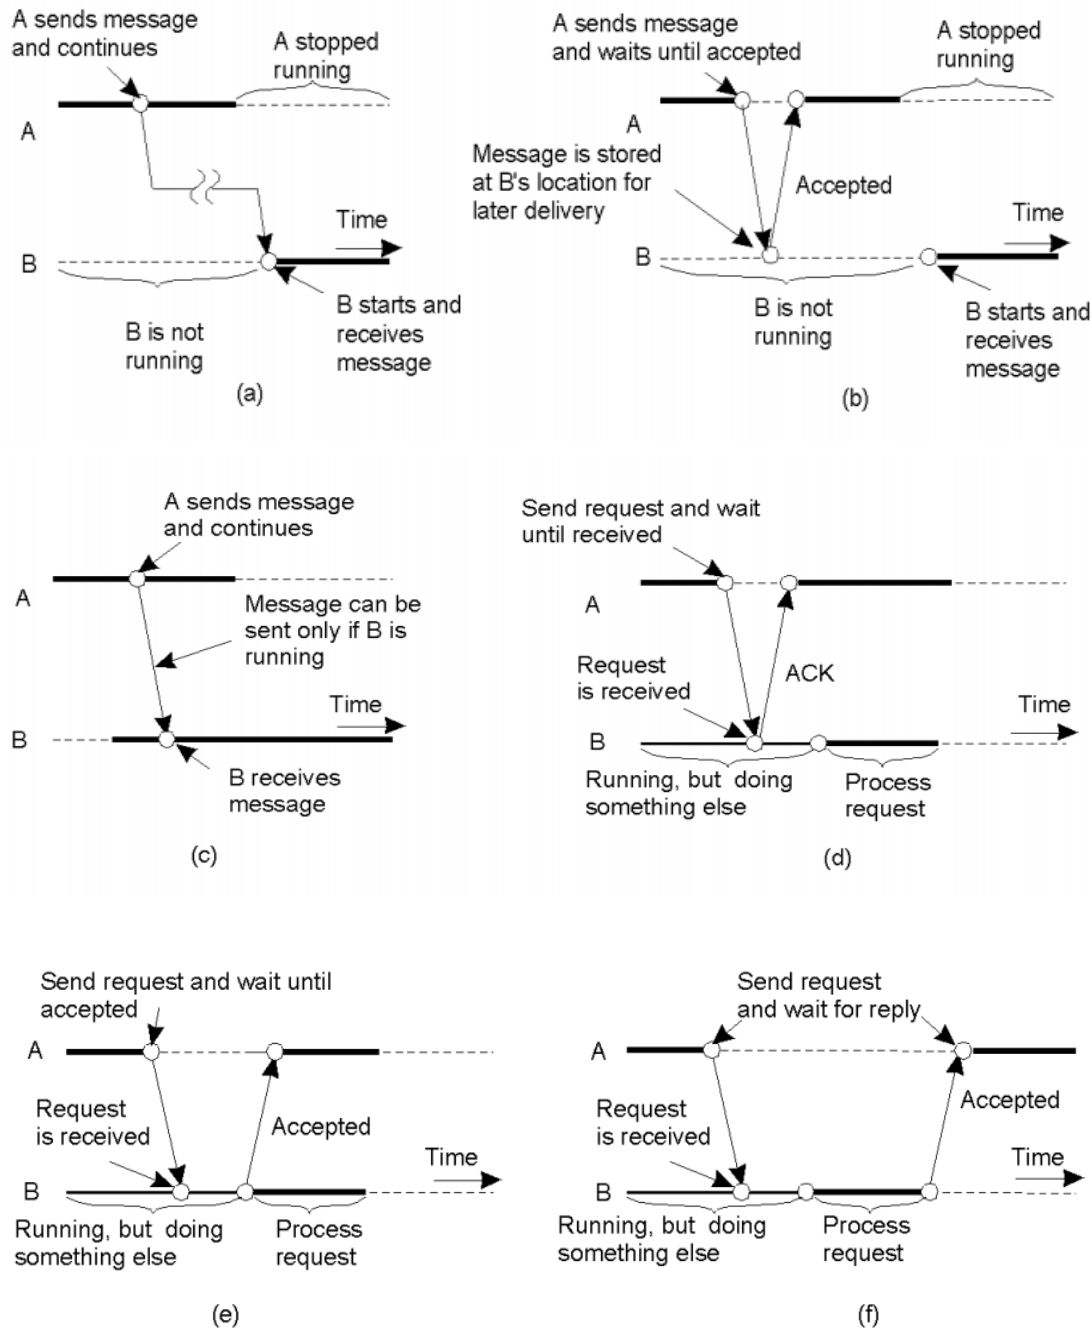 A sends message
and continues
A stopped
running
A
Time
B
B is not
running
B starts and
receives
message
(a)
A sends message
and waits until accepted
A stopped
running
A
Message is stored
at B's location for
later delivery
Accepted
Time
B
B is not
running
B starts and
receives
message
(b)
A sends message
and continues
A
Message can be
sent only if B is
running
Time
B
B receives
message
(c)
Send request and wait
until received
A
Request
is received
ACK
Time
B
Running, but doing
something else
Process
request
(d)
Send request and wait until
accepted
A
Request
is received
Accepted
Time
B
Running, but doing
something else
Process
request
(e)
Send request
and wait for reply
A
Request
is received
Accepted
Time
B
Running, but doing
something else
Process
request
(f)